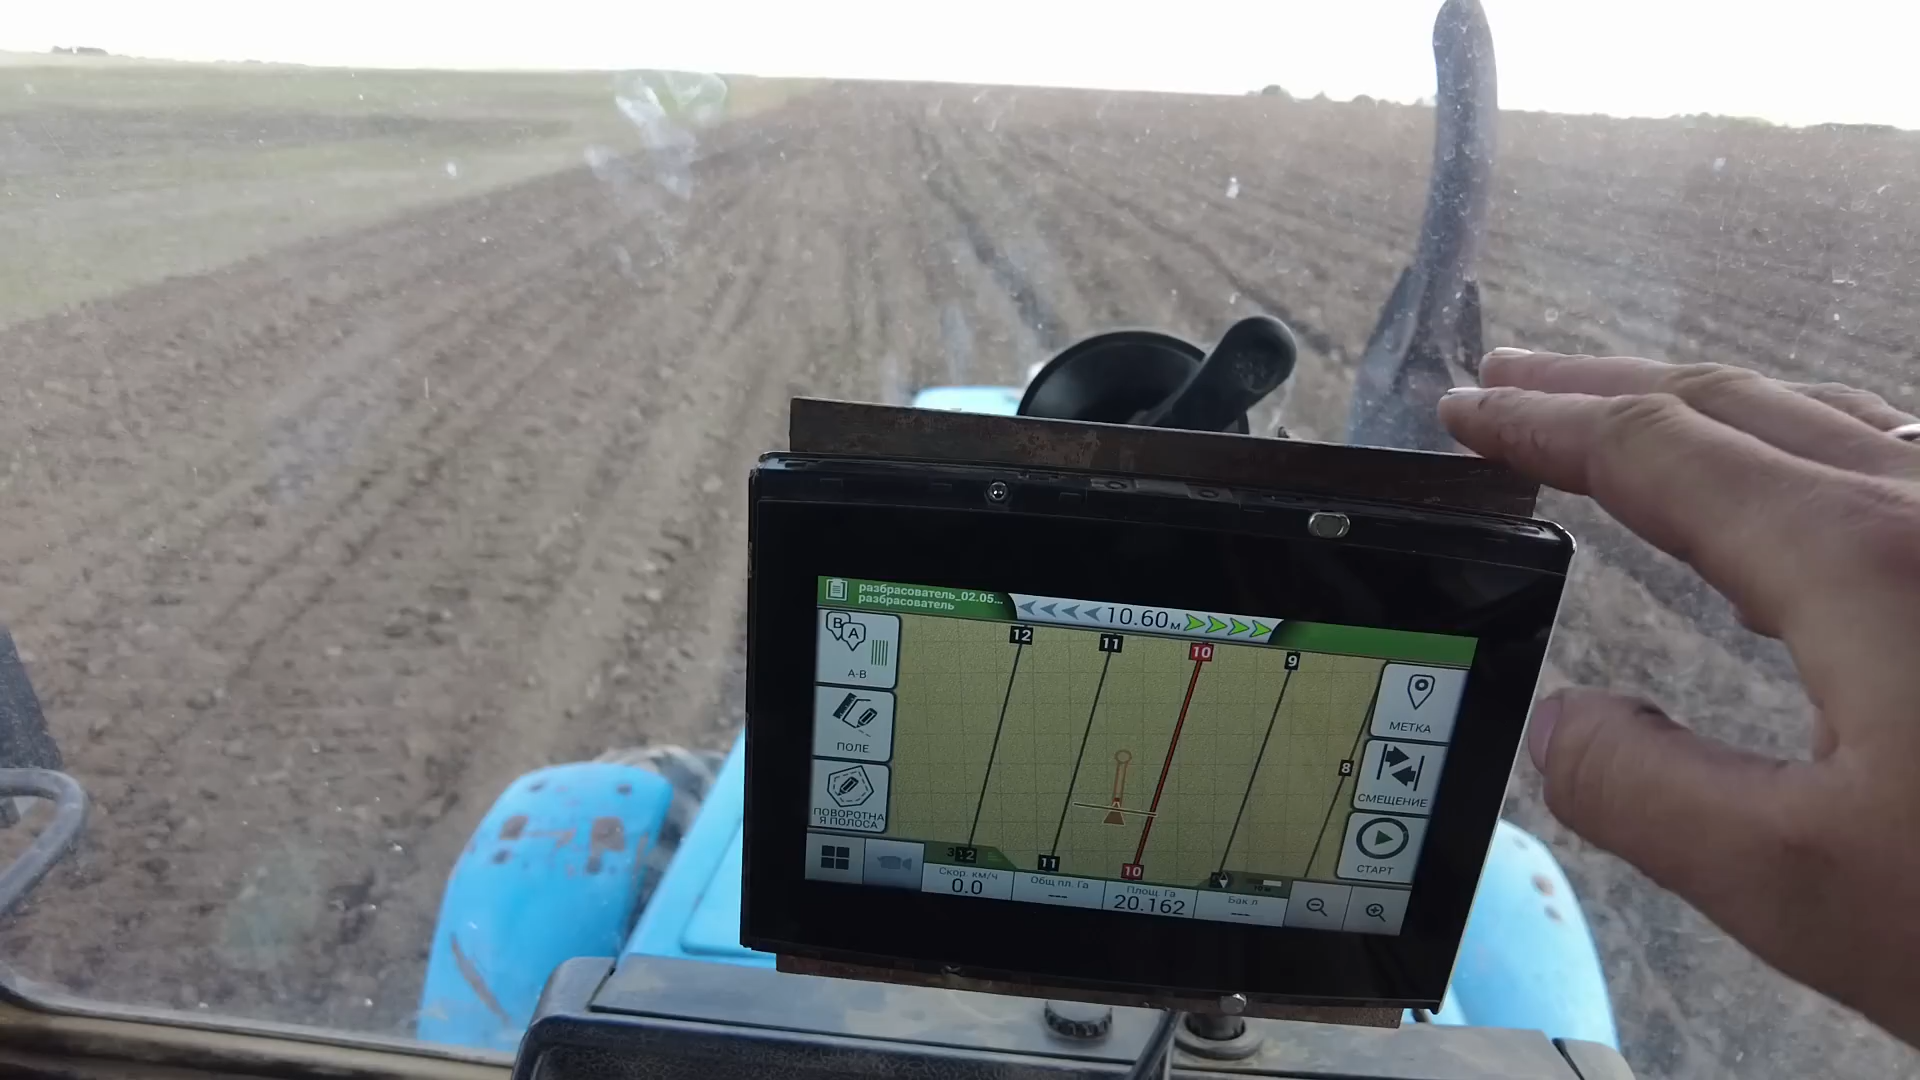 разбрасователь_02.05...
разбрасователь
10.60м
12
11
10
9
B
A
A-B
МЕТКА
ПОЛЕ
8
СМЕЩЕНИЕ
ПОВОРОТНА
Я ПОЛОСА
12
11
10
СТАРТ
Скор. км/ч
0.0
Общ пл. Га
---
Площ. Га
20.162
Бак л
---